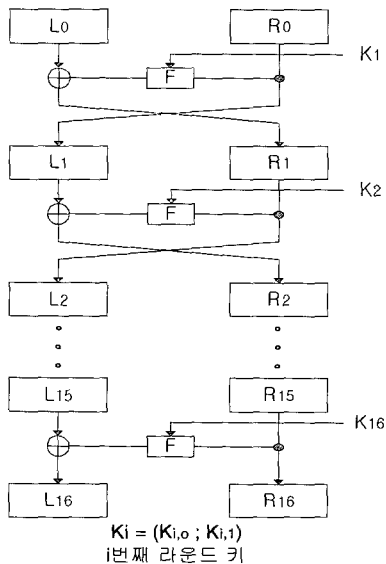 L0 R0
K1
F
L1 R1
K2
F
L2 R2
L15 R15
K16
F
L16 R16
Ki = (Ki,0 ; Ki,1)
i번째 라운드 키